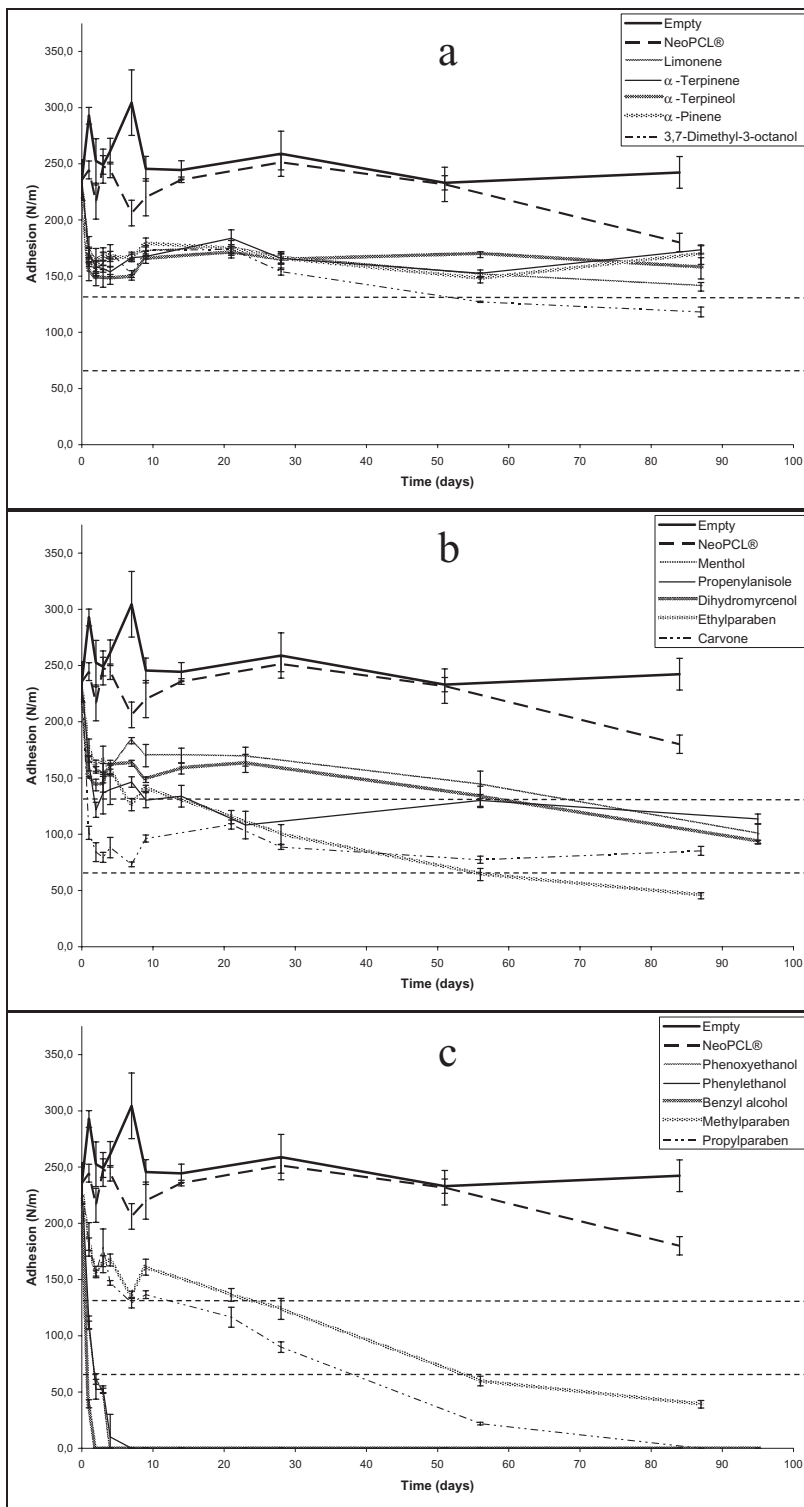 a
Empty
NeoPCL®
Limonene
α -Terpinene
α -Terpineol
α -Pinene
3,7-Dimethyl-3-octanol
Adhesion (N/m)
350,0
300,0
250,0
200,0
150,0
100,0
50,0
0,0
0 10 20 30 40 50 60 70 80 90 100
Time (days)
b
Empty
NeoPCL®
Menthol
Propenylanisole
Dihydromyrcenol
Ethylparaben
Carvone
Adhesion (N/m)
350,0
300,0
250,0
200,0
150,0
100,0
50,0
0,0
0 10 20 30 40 50 60 70 80 90 100
Time (days)
c
Empty
NeoPCL®
Phenoxyethanol
Phenylethanol
Benzyl alcohol
Methylparaben
Propylparaben
Adhesion (N/m)
350,0
300,0
250,0
200,0
150,0
100,0
50,0
0,0
0 10 20 30 40 50 60 70 80 90 100
Time (days)